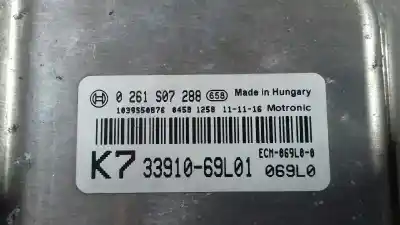 0 261 S07 288 658 Made in Hungary
1039S50876 0458 1258 11-11-16 Motronic
ECM-069L0-0
K7 33910-69L01 069L0